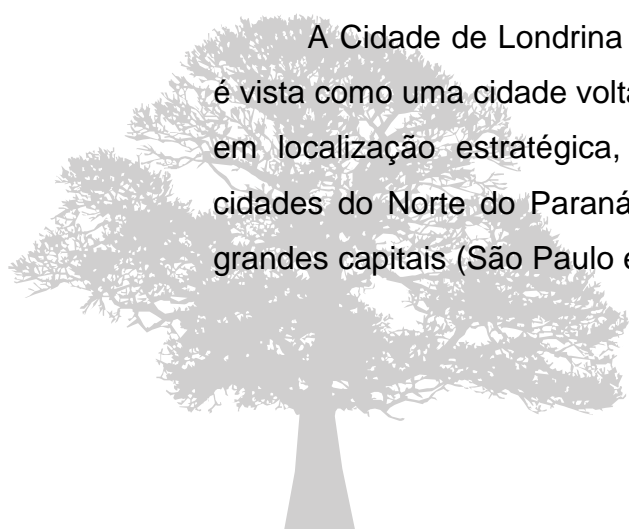 A Cidade de Londrina
é vista como uma cidade
em localização estratégica,
cidades do Norte do Paraná
grandes capitais (São Paulo